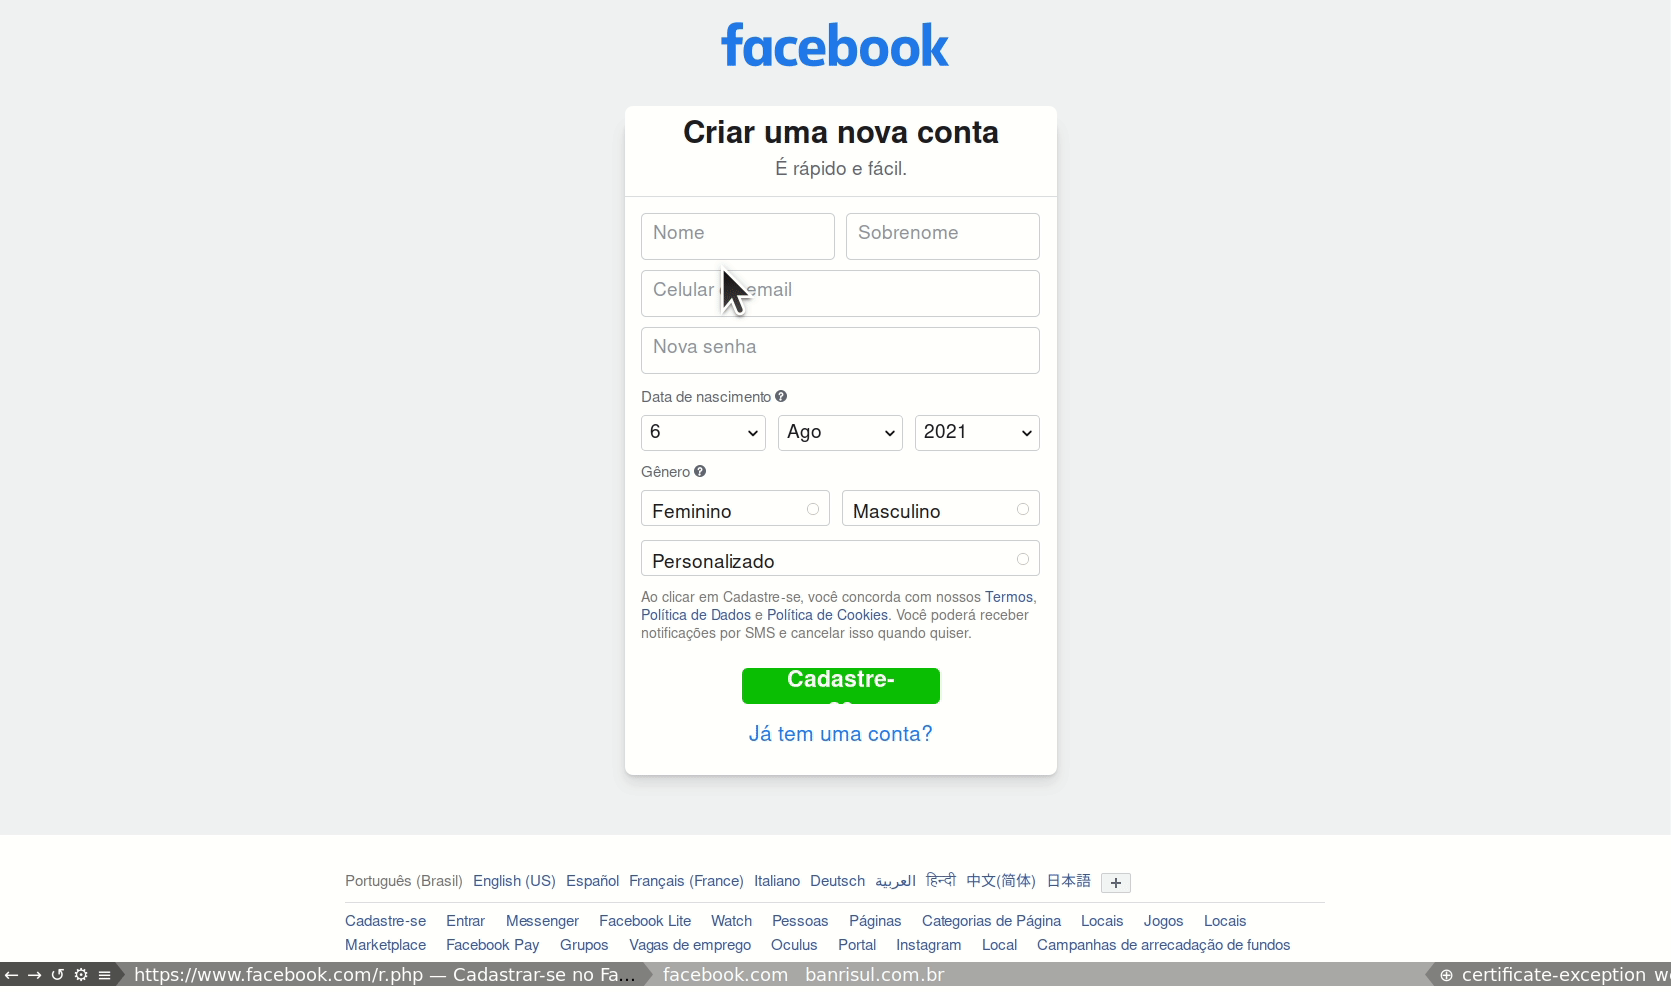 facebook
Criar uma nova conta
É rápido e fácil.
Nome Sobrenome
Celular email
Nova senha
Data de nascimento
6 Ago 2021
Gênero
Feminino Masculino
Personalizado
Ao clicar em Cadastre-se, você concorda com nossos Termos,
Política de Dados e Política de Cookies. Você poderá receber
notificações por SMS e cancelar isso quando quiser.
Cadastre-
Já tem uma conta?
Português (Brasil) English (US) Español Français (France) Italiano Deutsch العربية हिन्दी 中文(简体) 日本語
Cadastre-se Entrar Messenger Facebook Lite Watch Pessoas Páginas Categorias de Página Locais Jogos Locais
Marketplace Facebook Pay Grupos Vagas de emprego Oculus Portal Instagram Local Campanhas de arrecadação de fundos
https://www.facebook.com/r.php — Cadastrar-se no Fa... facebook.com banrisul.com.br certificate-exception